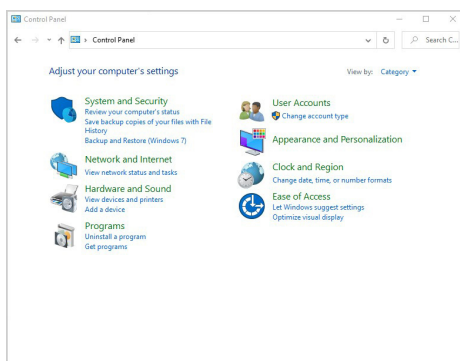 Control Panel
Control Panel
Search C...
Adjust your computer's settings
View by: Category
System and Security
Review your computer's status
Save backup copies of your files with File
History
Backup and Restore (Windows 7)
Network and Internet
View network status and tasks
Hardware and Sound
View devices and printers
Add a device
Programs
Uninstall a program
Get programs
User Accounts
Change account type
Appearance and Personalization
Clock and Region
Change date, time, or number formats
Ease of Access
Let Windows suggest settings
Optimize visual display